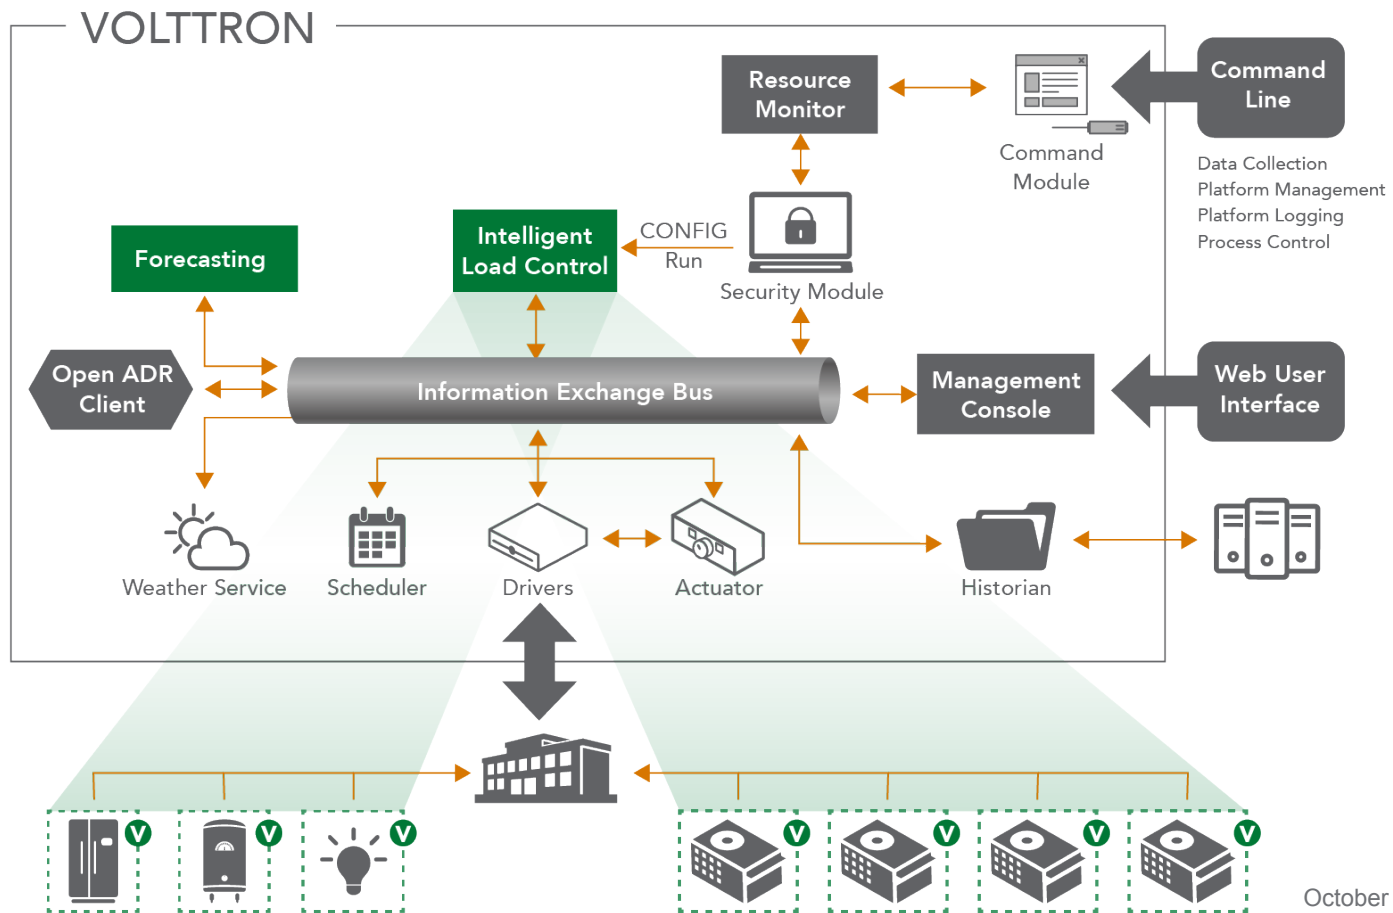 VOLTTRON
Resource
Monitor
Command
Line
Command
Module
Data Collection
Platform Management
Platform Logging
Process Control
Forecasting
Intelligent
Load Control
CONFIG
Run
Security Module
Open ADR
Client
Information Exchange Bus
Management
Console
Web User
Interface
Weather Service
Scheduler
Drivers
Actuator
Historian
V
V
V
V
V
V
V
October